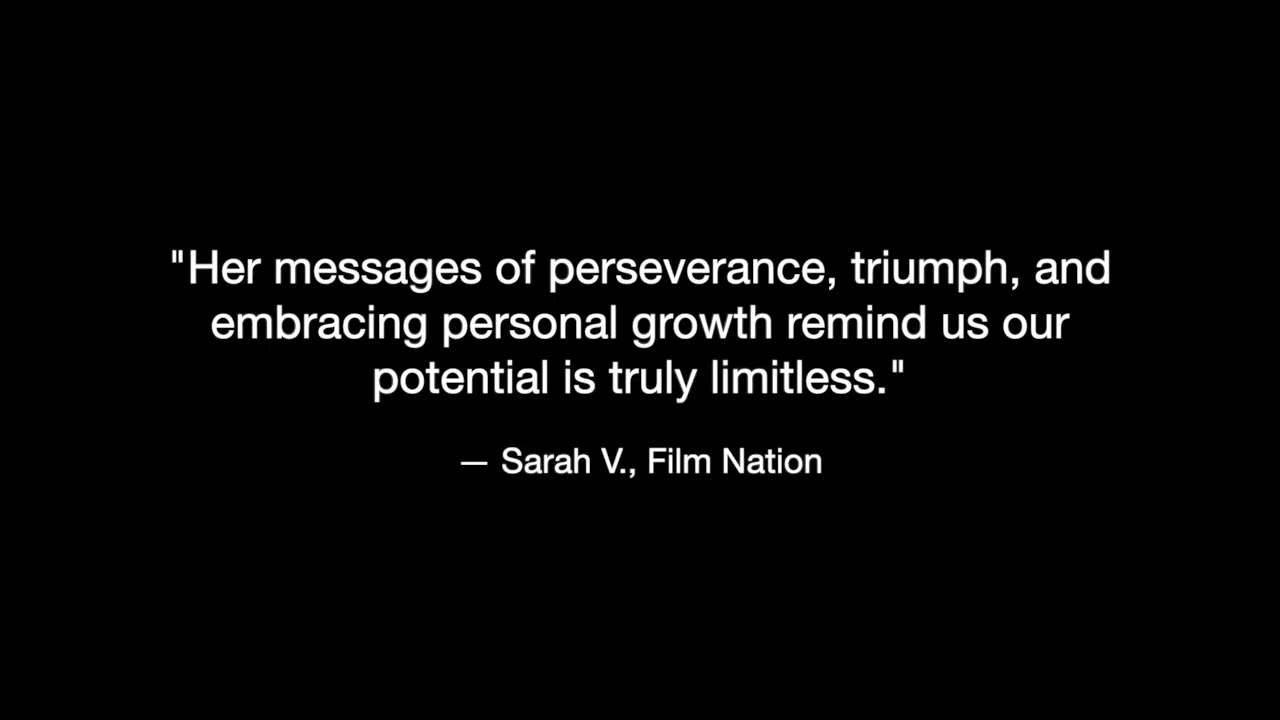 "Her messages of perseverance, triumph, and
embracing personal growth remind us our
potential is truly limitless."
— Sarah V., Film Nation